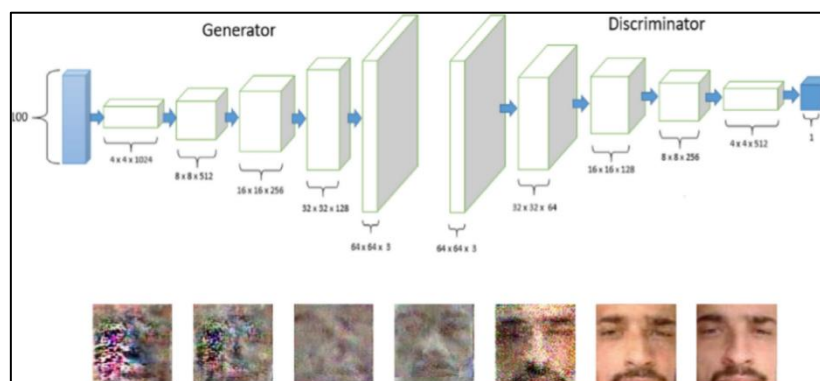 Generator
Discriminator
100
4 x 4 x 1024
8 x 8 x 512
16 x 16 x 256
32 x 32 x 128
64 x 64 x 3
64 x 64 x 3
32 x 32 x 64
16 x 16 x 128
8 x 8 x 256
4 x 4 x 512
1